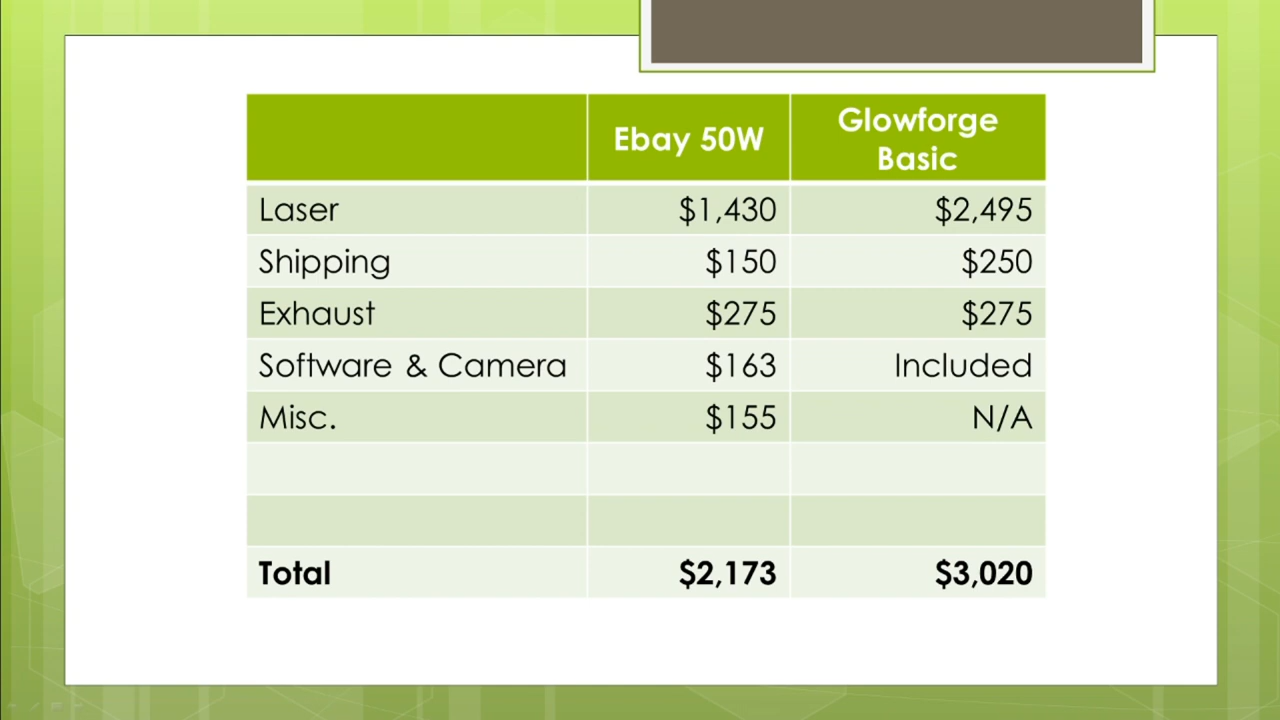 Ebay 50W
Glowforge
Basic
Laser $1,430 $2,495
Shipping $150 $250
Exhaust $275 $275
Software & Camera $163 Included
Misc. $155 N/A
Total $2,173 $3,020